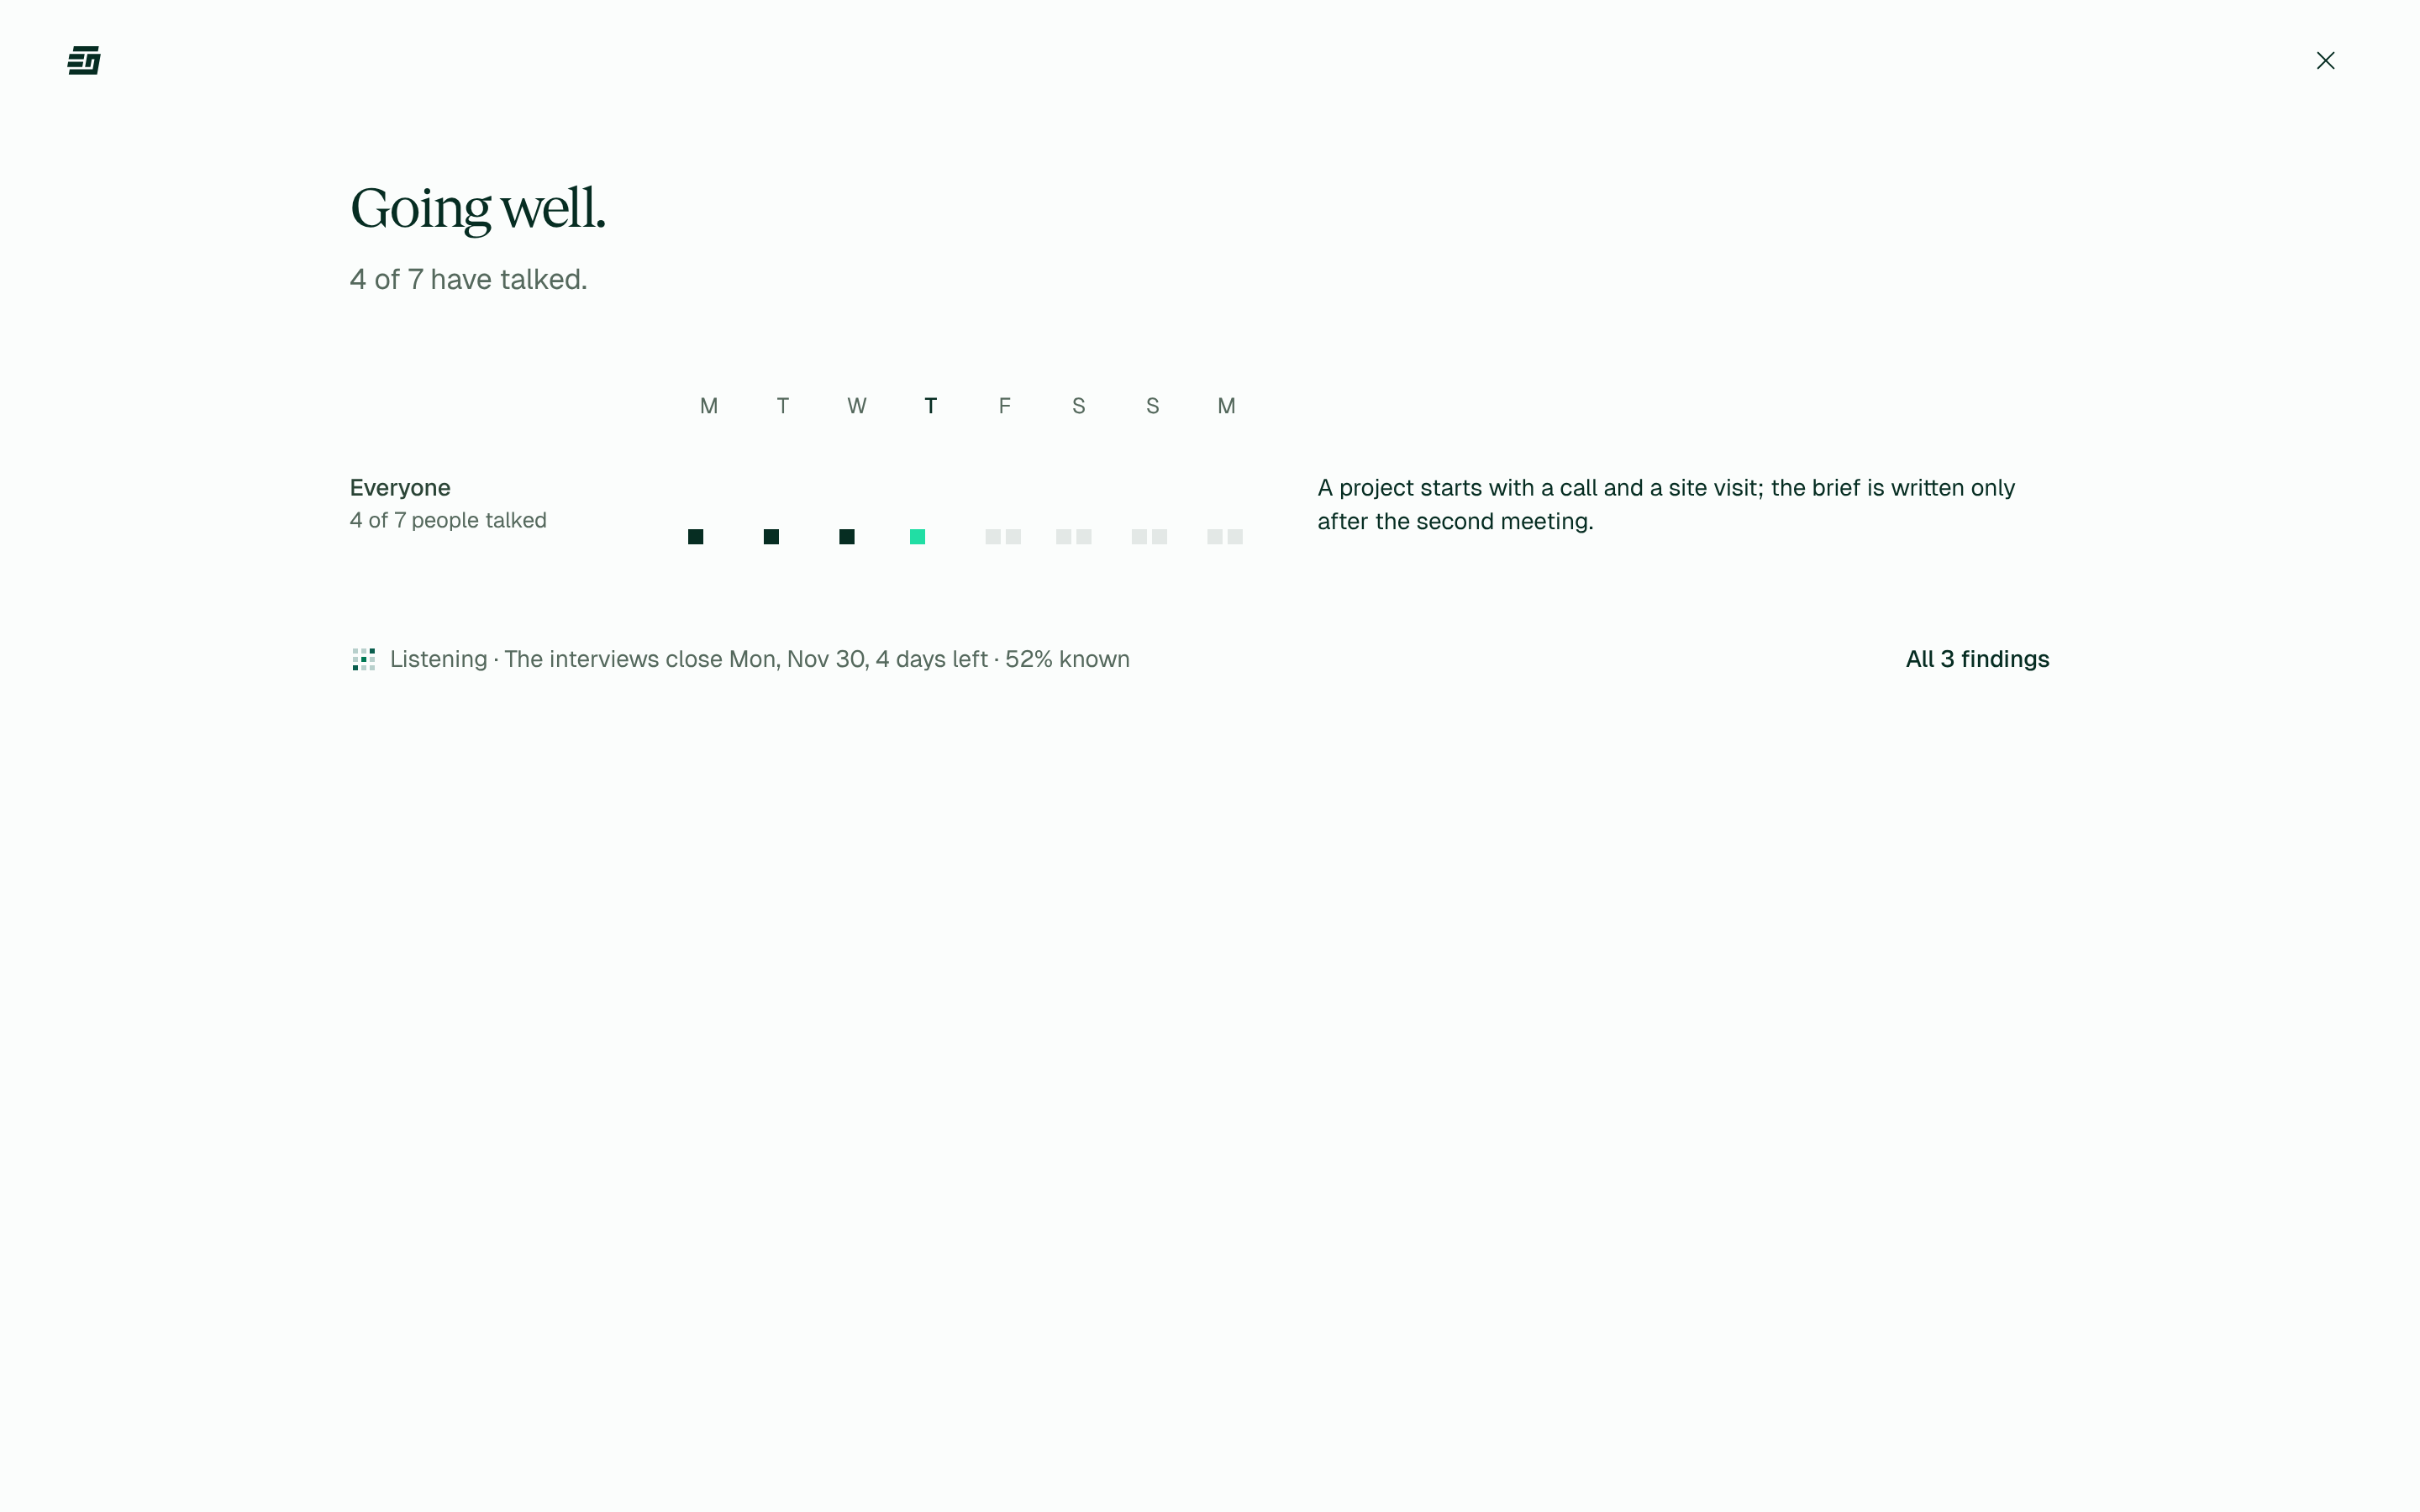 Going well.
4 of 7 have talked.
M T W T F S S M
Everyone
4 of 7 people talked
A project starts with a call and a site visit; the brief is written only
after the second meeting.
Listening · The interviews close Mon, Nov 30, 4 days left · 52% known
All 3 findings